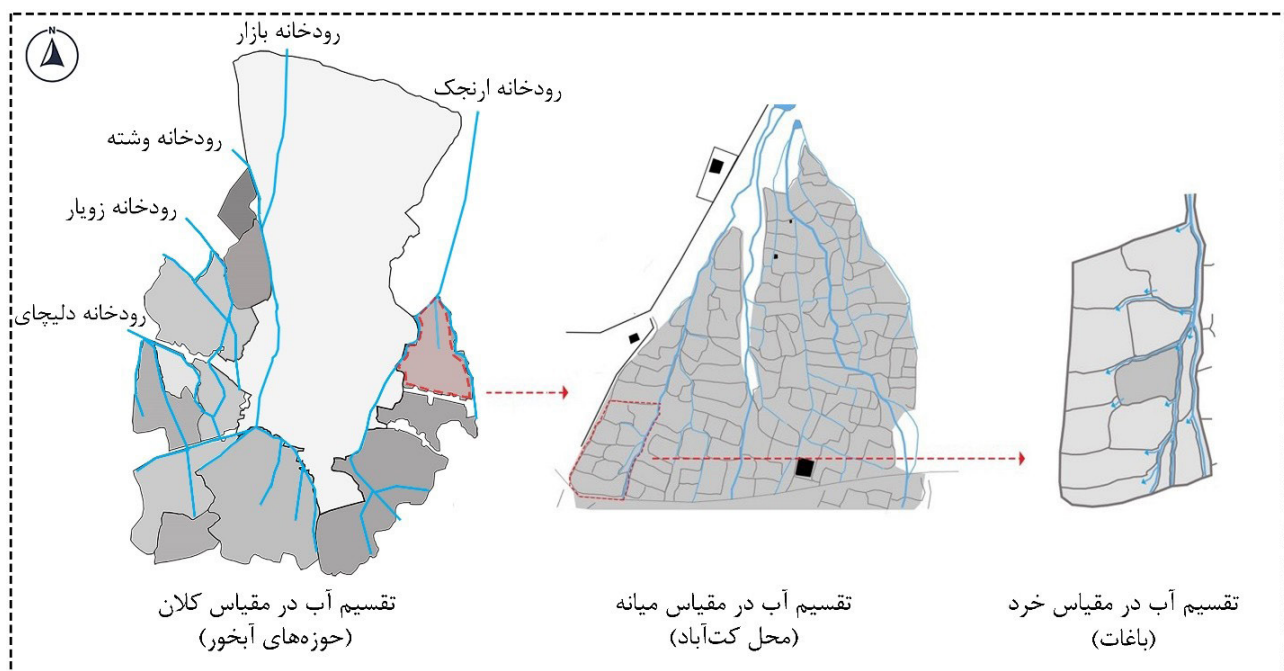 N
رودخانه بازار
رودخانه ارنجک
رودخانه وشته
رودخانه زویار
رودخانه دلیچای
تقسیم آب در مقیاس کلان
(حوزه‌های آبخور)
تقسیم آب در مقیاس میانه
(محل کت‌آباد)
تقسیم آب در مقیاس خرد
(باغات)